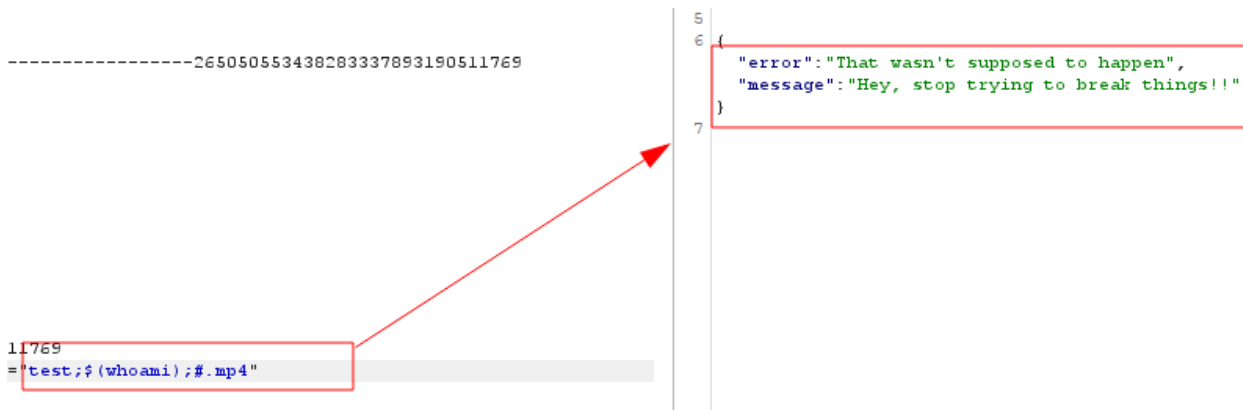 -----------------265050553438283337893190511769
11769
="test;$(whoami);#.mp4"
5
6 {
"error":"That wasn't supposed to happen",
"message":"Hey, stop trying to break things!!"
}
7